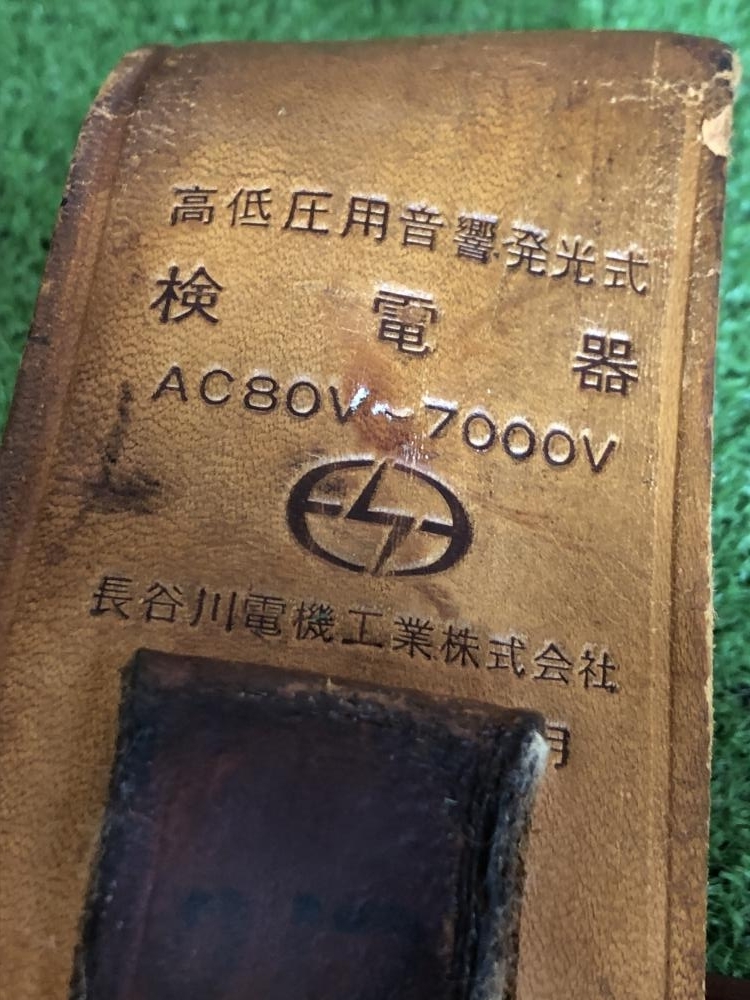 高低圧用音響発光式
検電器
AC80V~7000V
長谷川電機工業株式会社
月